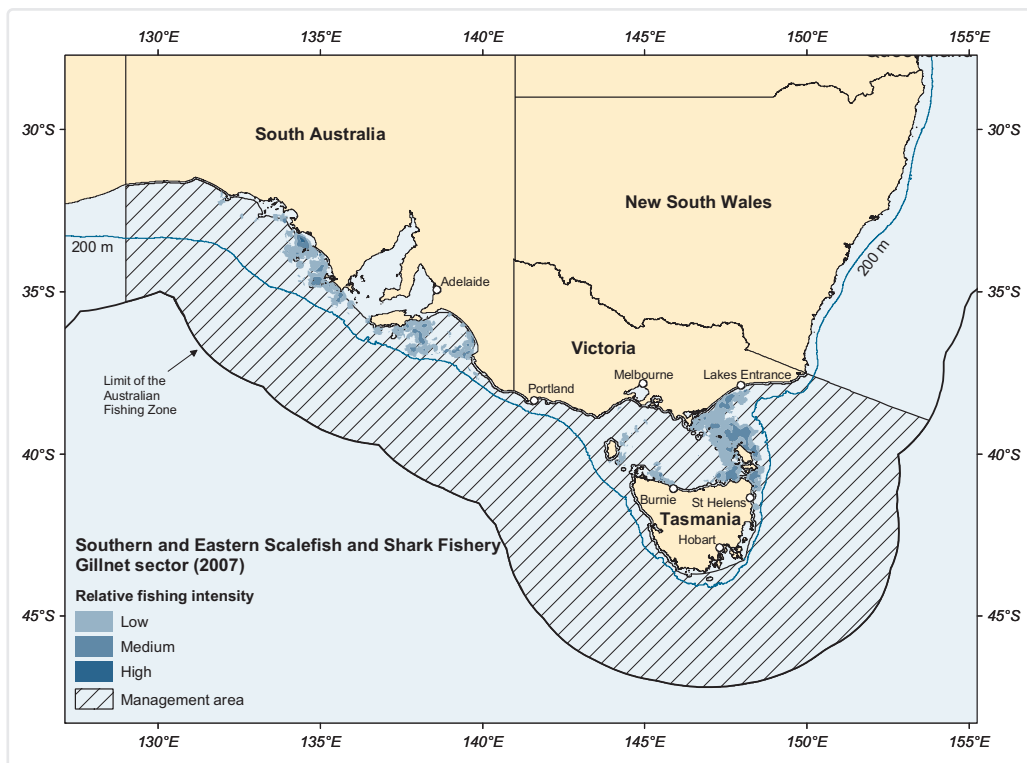 130°E 135°E 140°E 145°E 150°E 155°E
30°S 30°S
South Australia
New South Wales
200 m
200 m
35°S 35°S
Adelaide
Victoria
Melbourne
Lakes Entrance
Portland
Limit of the
Australian
Fishing Zone
40°S 40°S
Burnie
St Helens
Tasmania
Hobart
Southern and Eastern Scalefish and Shark Fishery
Gillnet sector (2007)
Relative fishing intensity
Low
Medium
High
Management area
45°S 45°S
130°E 135°E 140°E 145°E 150°E 155°E